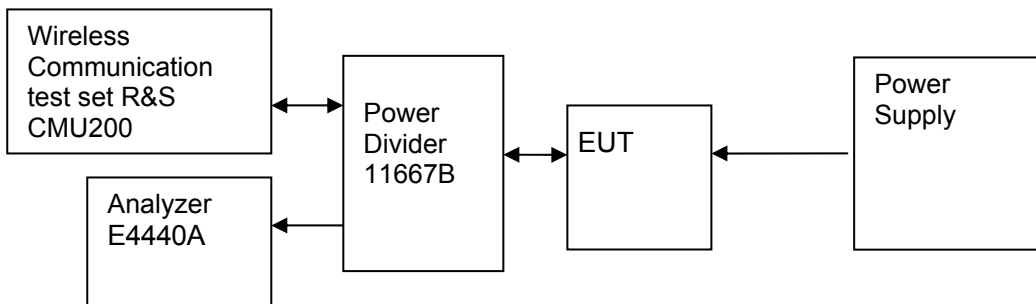 Wireless
Communication
test set R&S
CMU200
Analyzer
E4440A
Power
Divider
11667B
EUT
Power
Supply